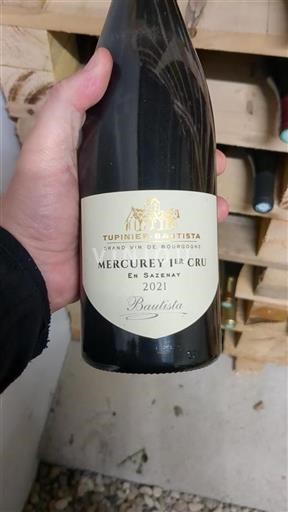 TUPINIER-BAUTISTA
GRAND VIN DE BOURGOGNE
MERCUREY 1ER CRU
EN SAZENAY
2021
Bautista